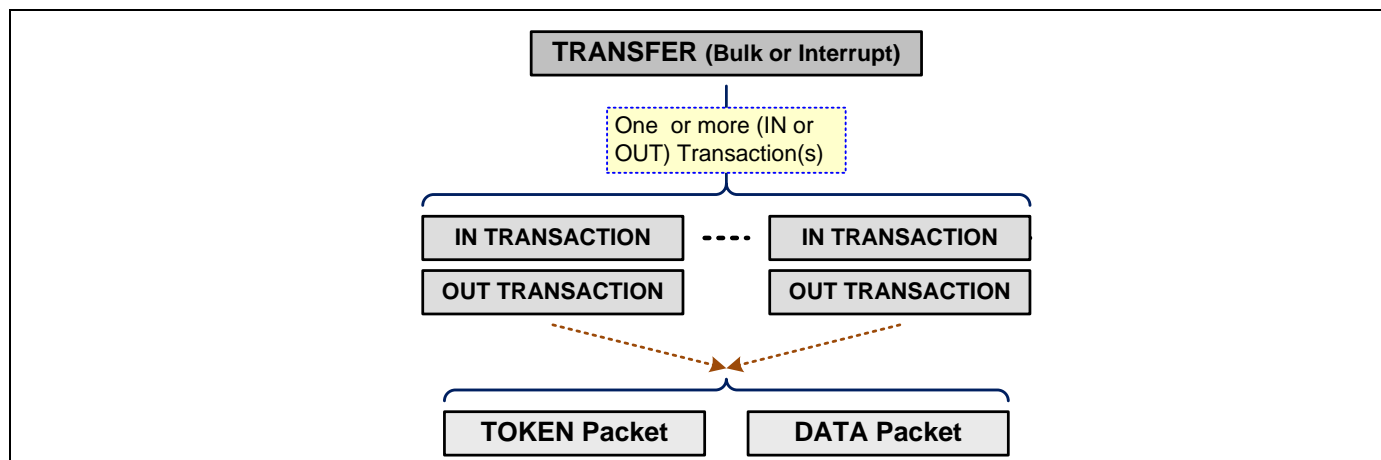 TRANSFER (Bulk or Interrupt)
One or more (IN or
OUT) Transaction(s)
IN TRANSACTION
IN TRANSACTION
OUT TRANSACTION
OUT TRANSACTION
TOKEN Packet
DATA Packet